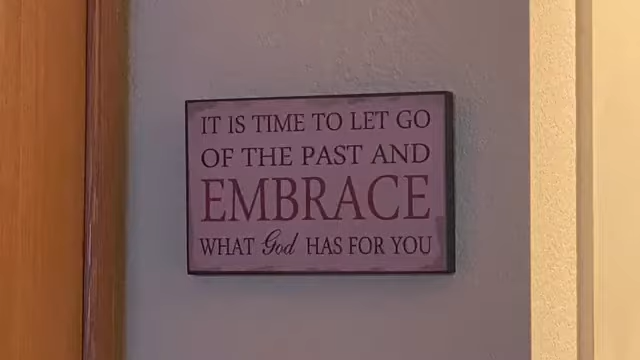 IT IS TIME TO LET GO
OF THE PAST AND
EMBRACE
WHAT God HAS FOR YOU